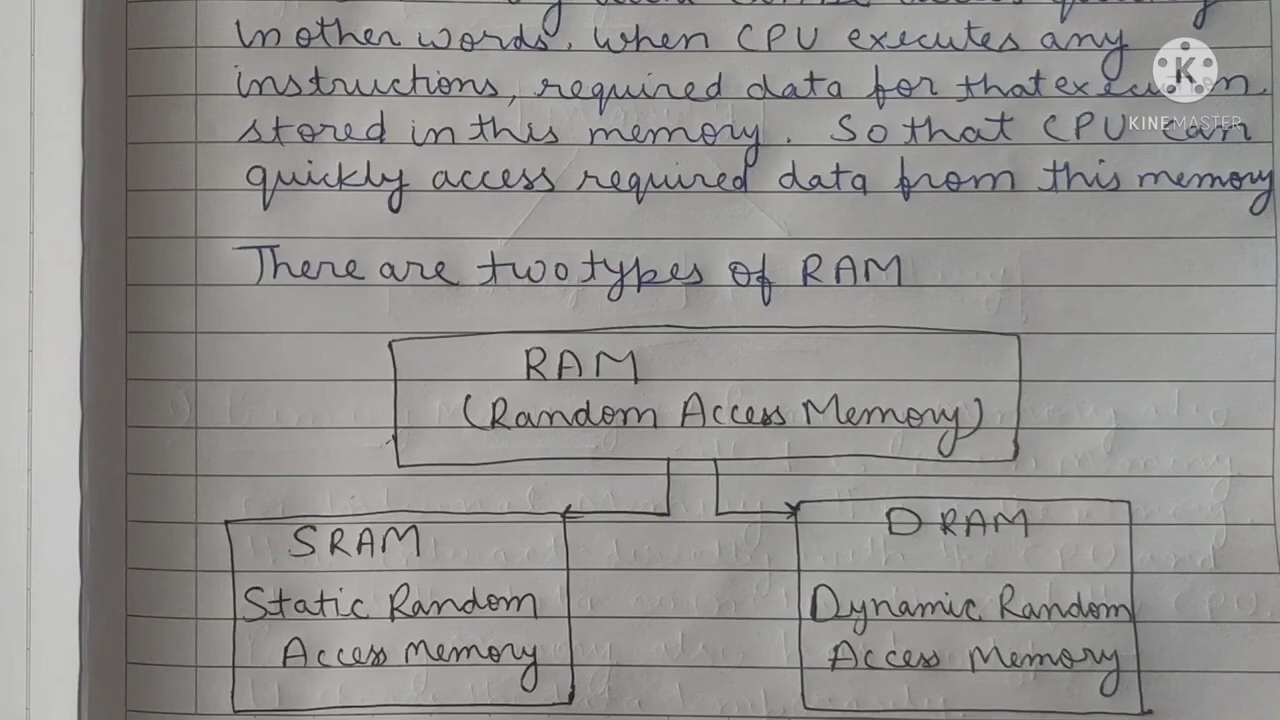 In other words, when CPU executes any
instructions, required data for that execution
stored in this memory. So that CPU can
quickly access required data from this memory
There are two types of RAM
RAM
(Random Access Memory)
SRAM
Static Random
Access Memory
DRAM
Dynamic Random
Access Memory
K
KINEMASTER